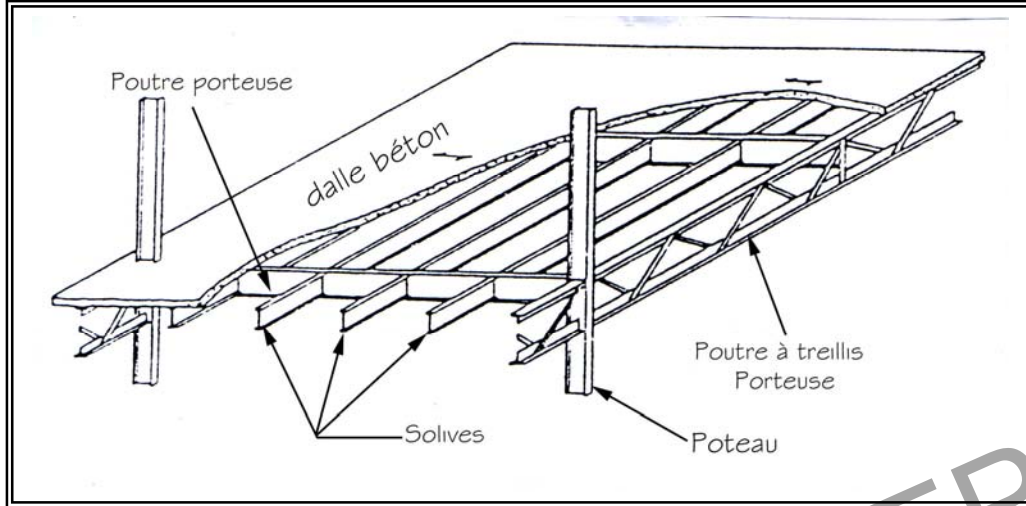 Poutre porteuse
dalle béton
Poutre à treillis
Porteuse
Solives
Poteau